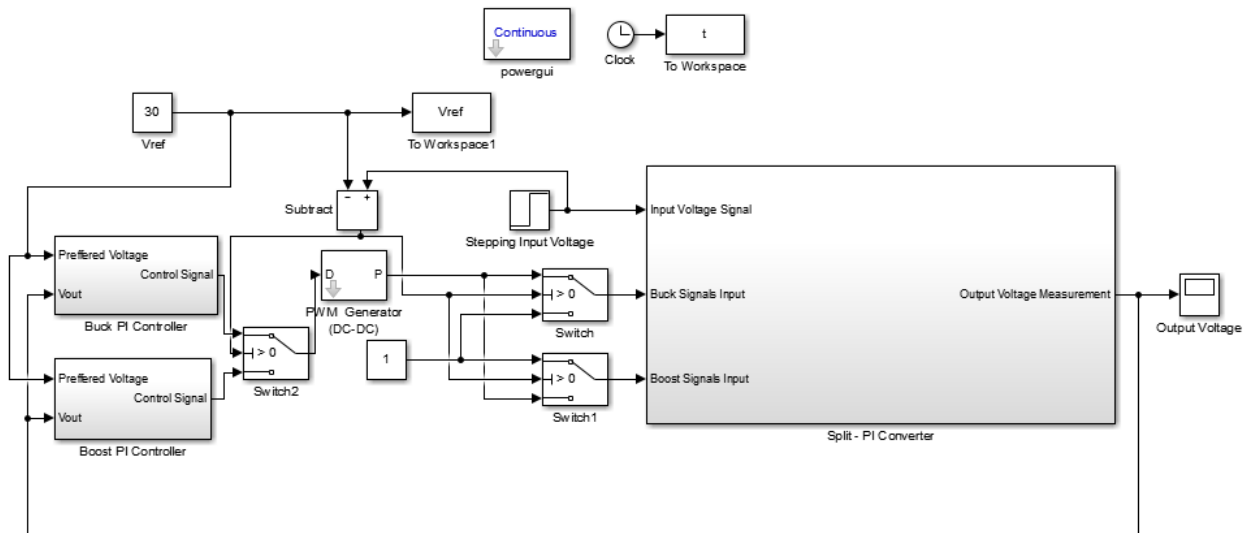 Continuous
powergui
t
Clock
To Workspace
30
Vref
Vref
To Workspace1
Subtract
− +
Stepping Input Voltage
Input Voltage Signal
Preffered Voltage
Control Signal
Vout
Buck PI Controller
D P
PWM Generator
(DC-DC)
> 0
Switch
Buck Signals Input
Output Voltage Measurement
Output Voltage
> 0
Switch2
1
> 0
Switch1
Boost Signals Input
Split - PI Converter
Preffered Voltage
Control Signal
Vout
Boost PI Controller